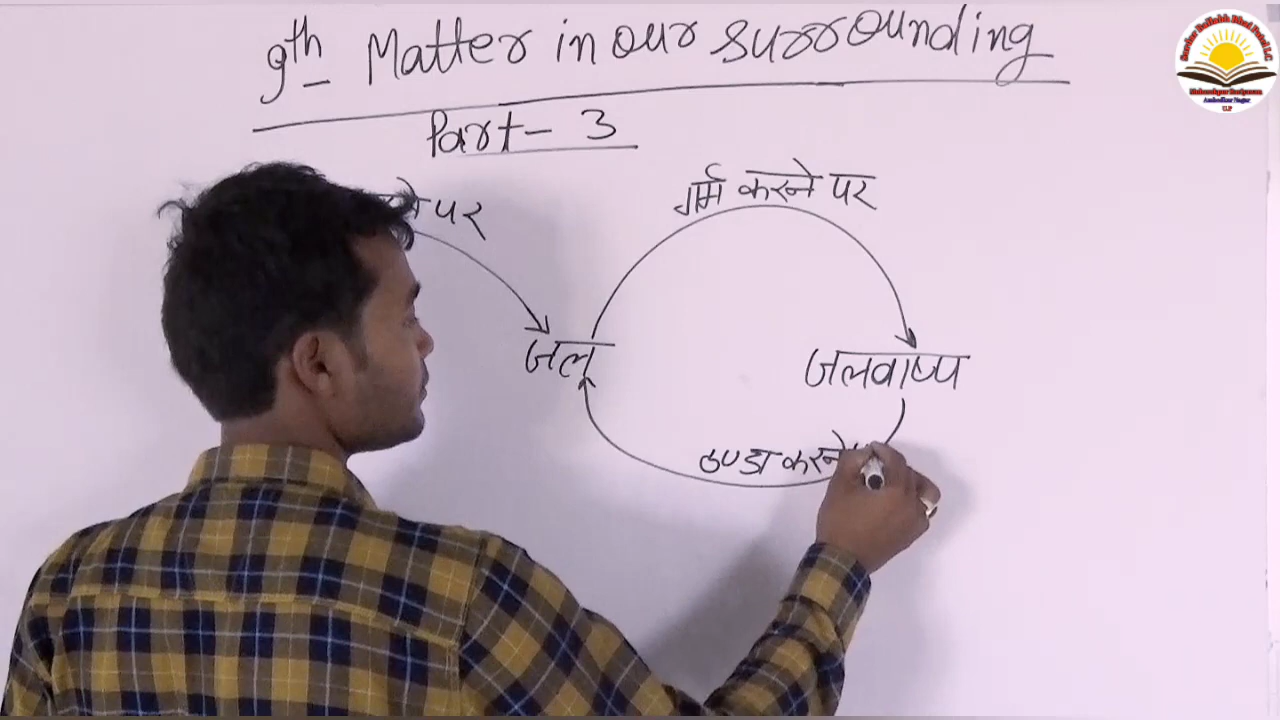 9th Matter in our surrounding
Part - 3
पर
गर्म करने पर
जल
जलवाष्प
ठण्डा करने